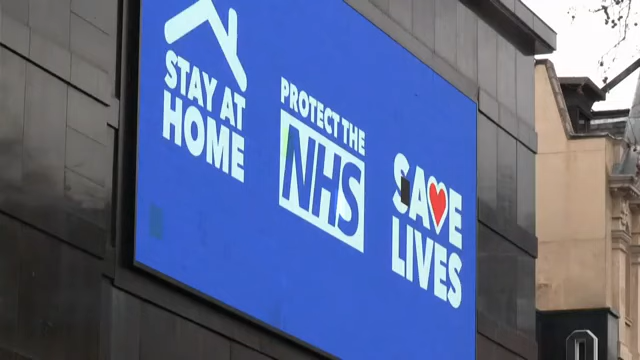 STAY AT
HOME
PROTECT THE
NHS
SAVE
LIVES